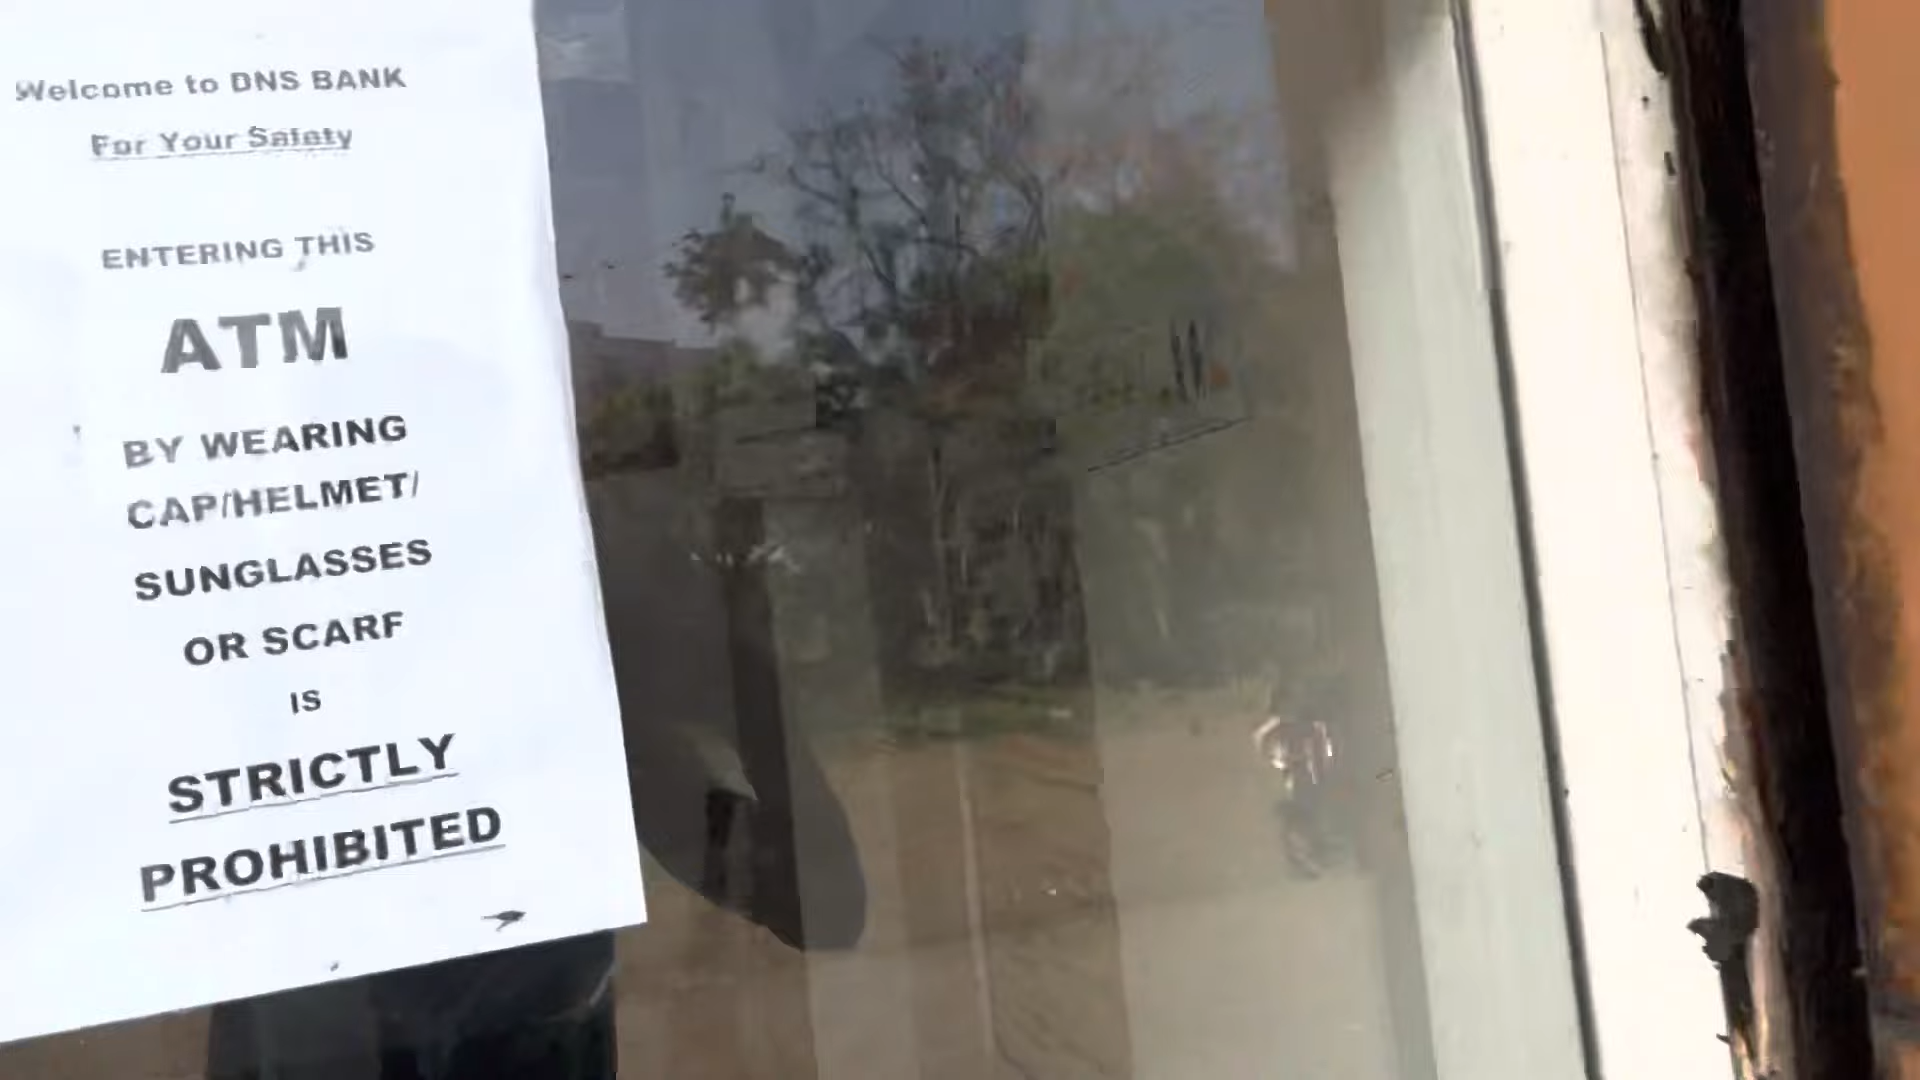 Welcome to DNS BANK
For Your Safety
ENTERING THIS
ATM
BY WEARING
CAP/HELMET/
SUNGLASSES
OR SCARF
IS
STRICTLY
PROHIBITED